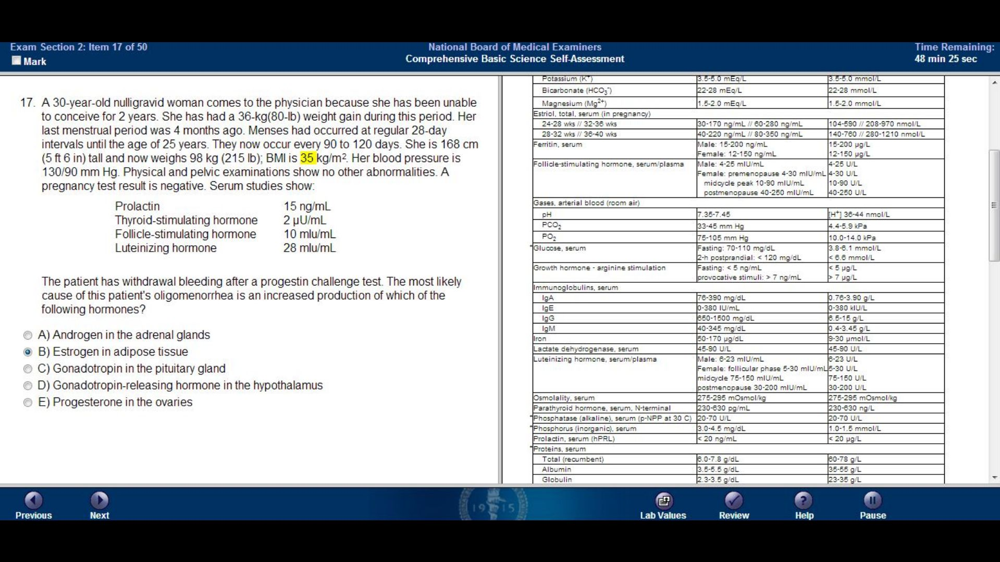 Exam Section 2: Item 17 of 50
National Board of Medical Examiners
Time Remaining:
Mark
Comprehensive Basic Science Self-Assessment
48 min 25 sec
17. A 30-year-old nulligravid woman comes to the physician because she has been unable
to conceive for 2 years. She has had a 36-kg(80-lb) weight gain during this period. Her
last menstrual period was 4 months ago. Menses had occurred at regular 28-day
intervals until the age of 25 years. They now occur every 90 to 120 days. She is 168 cm
(5 ft 6 in) tall and now weighs 98 kg (215 lb); BMI is 35 kg/m². Her blood pressure is
130/90 mm Hg. Physical and pelvic examinations show no other abnormalities. A
pregnancy test result is negative. Serum studies show:
Prolactin 15 ng/mL
Thyroid-stimulating hormone 2 µU/mL
Follicle-stimulating hormone 10 mlu/mL
Luteinizing hormone 28 mlu/mL
The patient has withdrawal bleeding after a progestin challenge test. The most likely
cause of this patient's oligomenorrhea is an increased production of which of the
following hormones?
A) Androgen in the adrenal glands
B) Estrogen in adipose tissue
C) Gonadotropin in the pituitary gland
D) Gonadotropin-releasing hormone in the hypothalamus
E) Progesterone in the ovaries
Potassium (K⁺) 3.5-5.0 mEq/L 3.5-5.0 mmol/L
Bicarbonate (HCO₃⁻) 22-28 mEq/L 22-28 mmol/L
Magnesium (Mg²⁺) 1.5-2.0 mEq/L 1.5-2.0 mmol/L
Estriol, total, serum (in pregnancy)
24-28 wks // 32-36 wks 30-170 ng/mL // 60-280 ng/mL 104-590 // 208-970 nmol/L
28-32 wks // 36-40 wks 40-220 ng/mL // 80-350 ng/mL 140-760 // 280-1210 nmol/L
Ferritin, serum Male: 15-200 ng/mL 15-200 µg/L
Female: 12-150 ng/mL 12-150 µg/L
Follicle-stimulating hormone, serum/plasma Male: 4-25 mIU/mL 4-25 U/L
Female: premenopause 4-30 mIU/mL 4-30 U/L
midcycle peak 10-90 mIU/mL 10-90 U/L
postmenopause 40-250 mIU/mL 40-250 U/L
Gases, arterial blood (room air)
pH 7.35-7.45 [H⁺] 36-44 nmol/L
PCO₂ 33-45 mm Hg 4.4-5.9 kPa
PO₂ 75-105 mm Hg 10.0-14.0 kPa
*Glucose, serum Fasting: 70-110 mg/dL 3.8-6.1 mmol/L
2-h postprandial: < 120 mg/dL < 6.6 mmol/L
Growth hormone - arginine stimulation Fasting: < 5 ng/mL < 5 µg/L
provocative stimuli: > 7 ng/mL > 7 µg/L
Immunoglobulins, serum
IgA 76-390 mg/dL 0.76-3.90 g/L
IgE 0-380 IU/mL 0-380 kIU/L
IgG 650-1500 mg/dL 6.5-15 g/L
IgM 40-345 mg/dL 0.4-3.45 g/L
Iron 50-170 µg/dL 9-30 µmol/L
Lactate dehydrogenase, serum 45-90 U/L 45-90 U/L
Luteinizing hormone, serum/plasma Male: 6-23 mIU/mL 6-23 U/L
Female: follicular phase 5-30 mIU/mL 5-30 U/L
midcycle 75-150 mIU/mL 75-150 U/L
postmenopause 30-200 mIU/mL 30-200 U/L
Osmolality, serum 275-295 mOsmol/kg 275-295 mOsmol/kg
Parathyroid hormone, serum, N-terminal 230-630 pg/mL 230-630 ng/L
*Phosphatase (alkaline), serum (p-NPP at 30 C) 20-70 U/L 20-70 U/L
*Phosphorus (inorganic), serum 3.0-4.5 mg/dL 1.0-1.5 mmol/L
Prolactin, serum (hPRL) < 20 ng/mL < 20 µg/L
*Proteins, serum
Total (recumbent) 6.0-7.8 g/dL 60-78 g/L
Albumin 3.5-5.5 g/dL 35-55 g/L
Globulin 2.3-3.5 g/dL 23-35 g/L
1915
Previous
Next
Lab Values
Review
Help
Pause